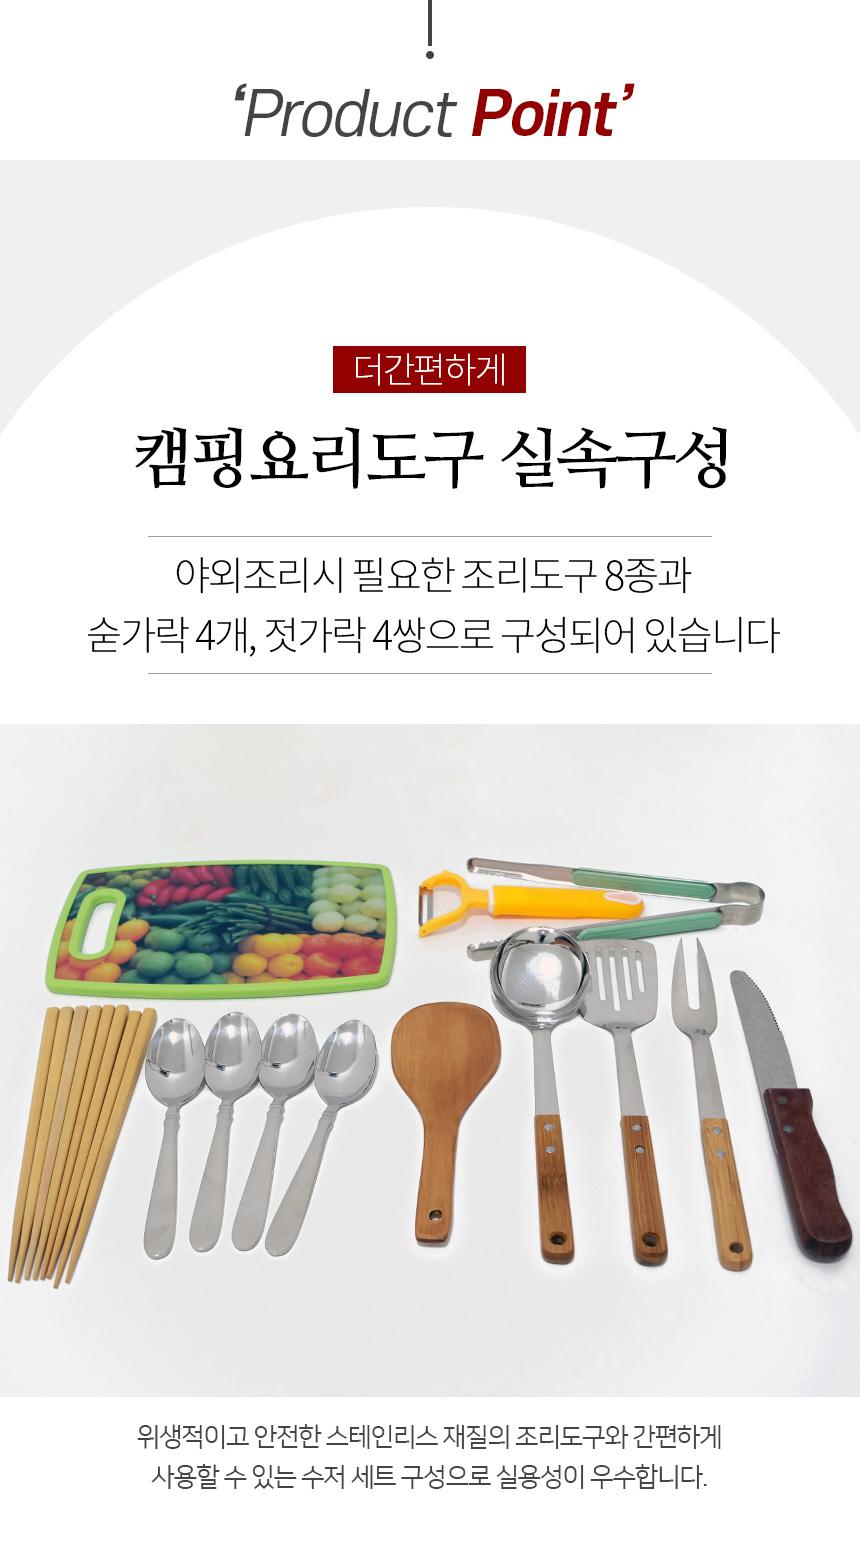 'Product Point'
더간편하게
캠핑요리도구 실속구성
야외조리시 필요한 조리도구 8종과
숟가락 4개, 젓가락 4쌍으로 구성되어 있습니다
위생적이고 안전한 스테인리스 재질의 조리도구와 간편하게
사용할 수 있는 수저 세트 구성으로 실용성이 우수합니다.